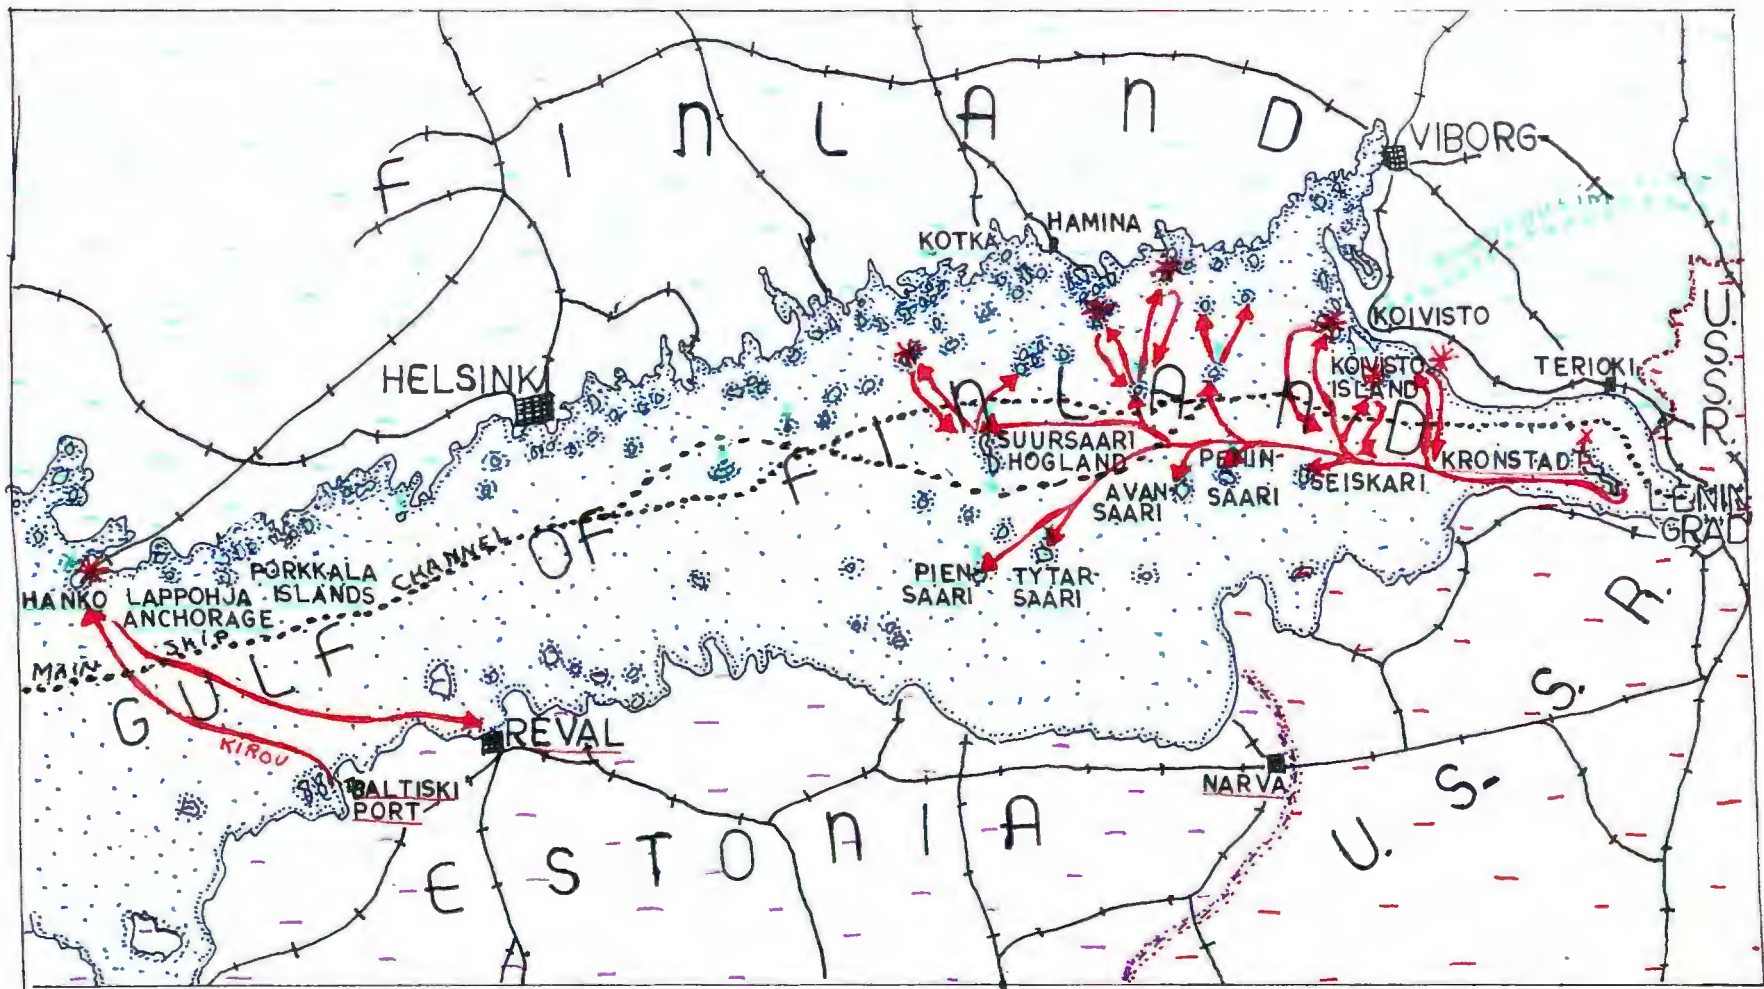 FINLAND
VIBORG
HAMINA
KOTKA
U.S.S.R.
KOIVISTO
HELSINKI
KOIVISTO
ISLAND
TERIOKI
SUURSAARI
HOGLAND
PENIN-
SAARI
SEISKARI
KRONSTAD
AVAN
SAARI
LENIN
GRAD
PIEN
SAARI
TYTAR-
SAARI
HANKO
LAPPOHJA
ANCHORAGE
PORKKALA
ISLANDS
MAIN SHIP CHANNEL
GULF OF FINLAND
KIROV
REVAL
BALTISKI
PORT
NARVA
ESTONIA
U.S.S.R.